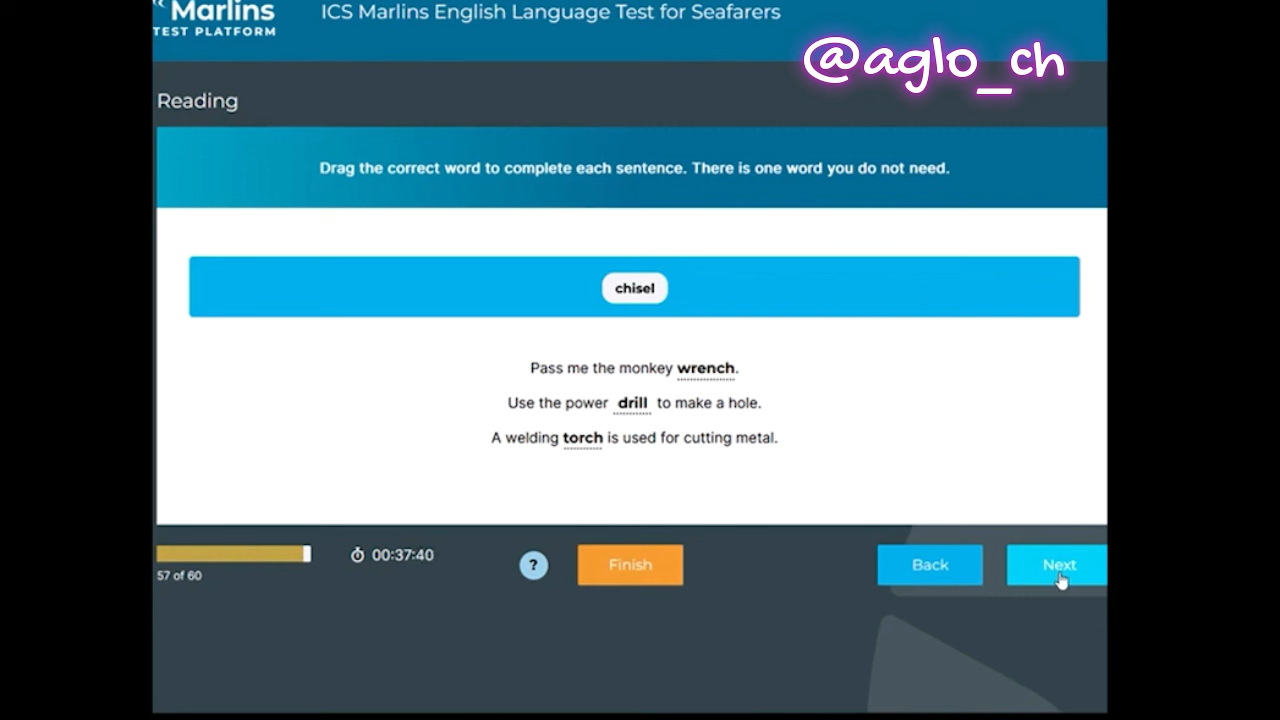 Marlins
TEST PLATFORM
ICS Marlins English Language Test for Seafarers
@aglo_ch
Reading
Drag the correct word to complete each sentence. There is one word you do not need.
chisel
Pass me the monkey wrench.
Use the power drill to make a hole.
A welding torch is used for cutting metal.
57 of 60
00:37:40
?
Finish
Back
Next